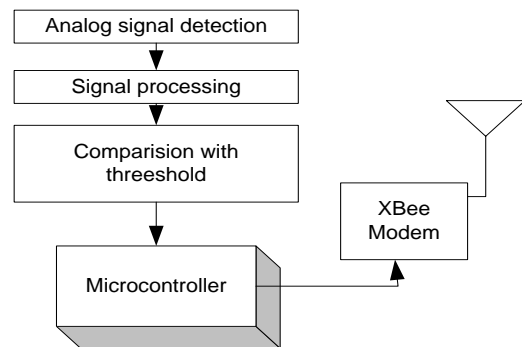 Analog signal detection
Signal processing
Comparision with
threeshold
Microcontroller
XBee
Modem